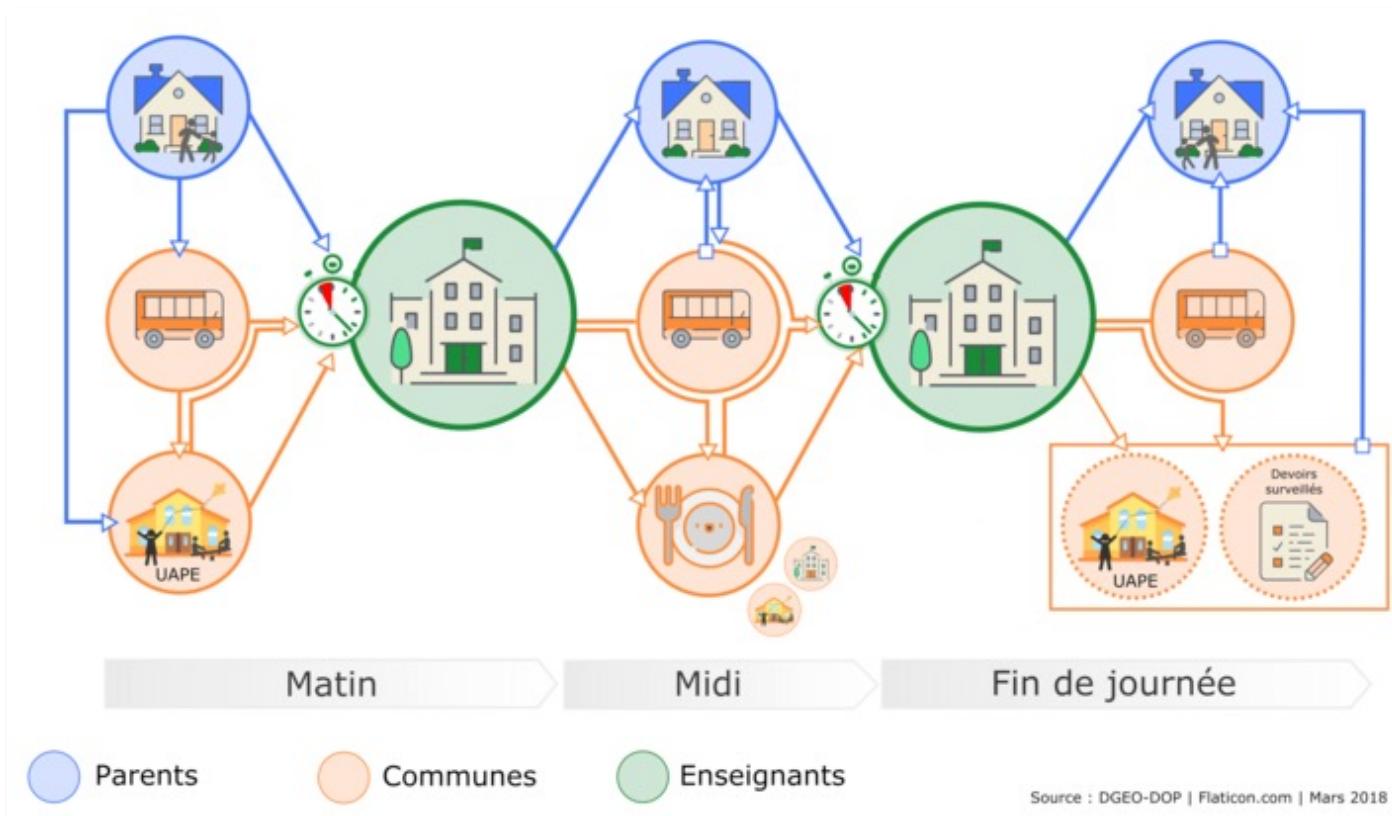 UAPE
Devoirs
surveillés
UAPE
Matin
Midi
Fin de journée
Parents
Communes
Enseignants
Source : DGEO-DOP | Flaticon.com | Mars 2018